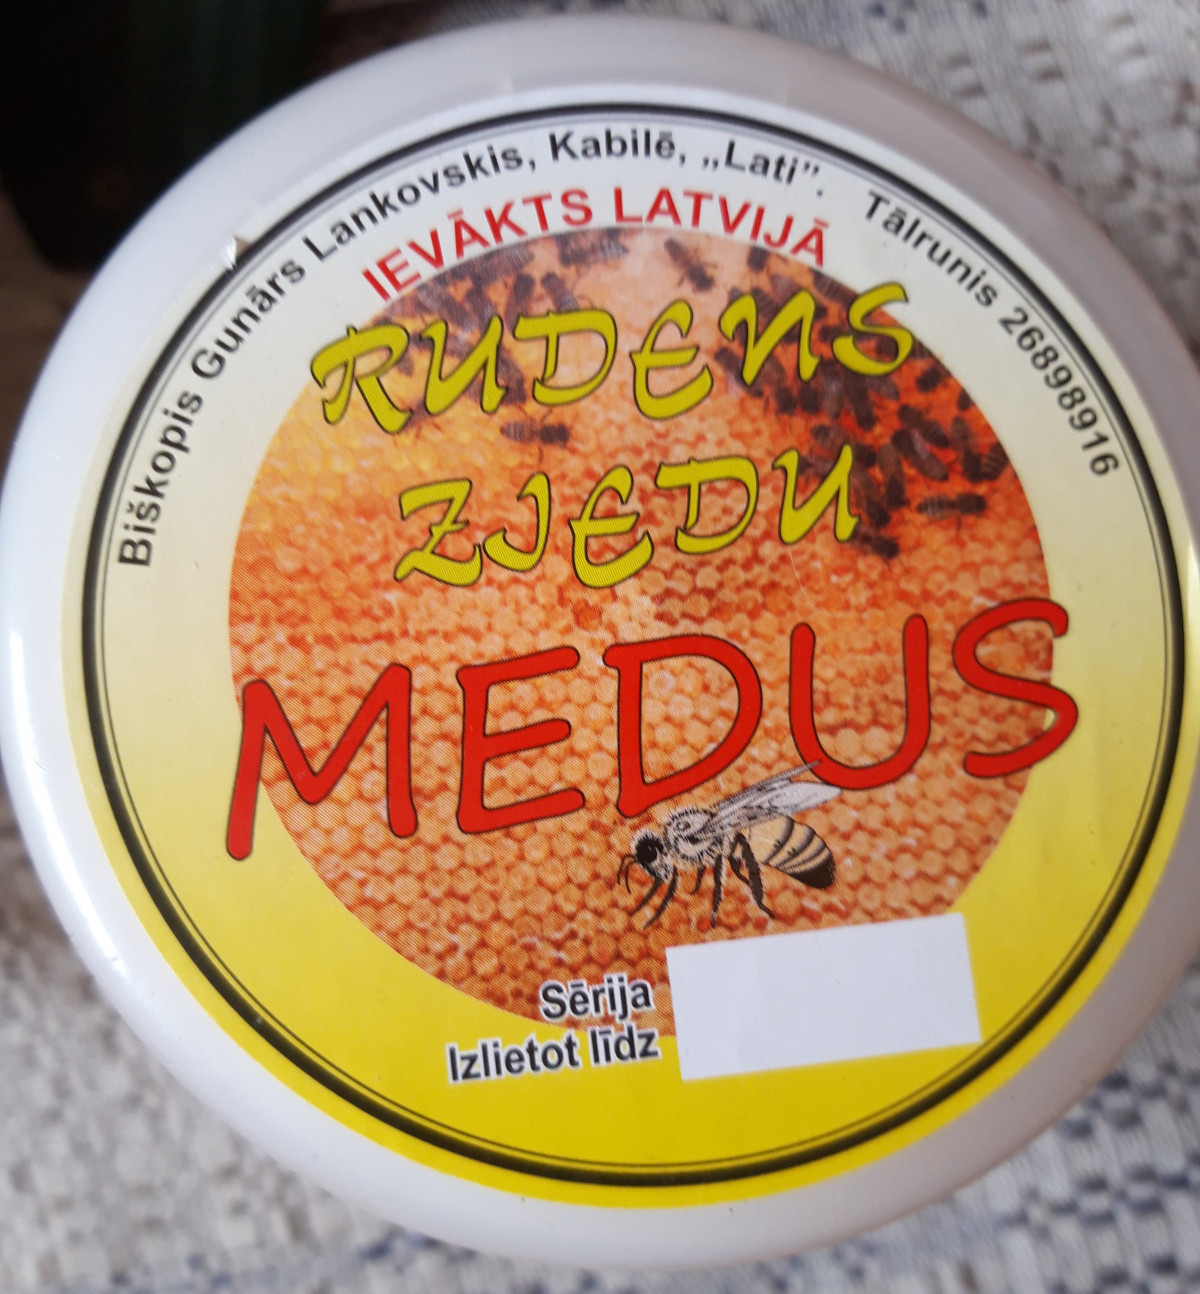 Biškopis Gunārs Lankovskis, Kabilē, „Lati”. Tālrunis 26898916
IEVĀKTS LATVIJĀ
RUDENS
ZIEDU
MEDUS
Sērija
Izlietot līdz